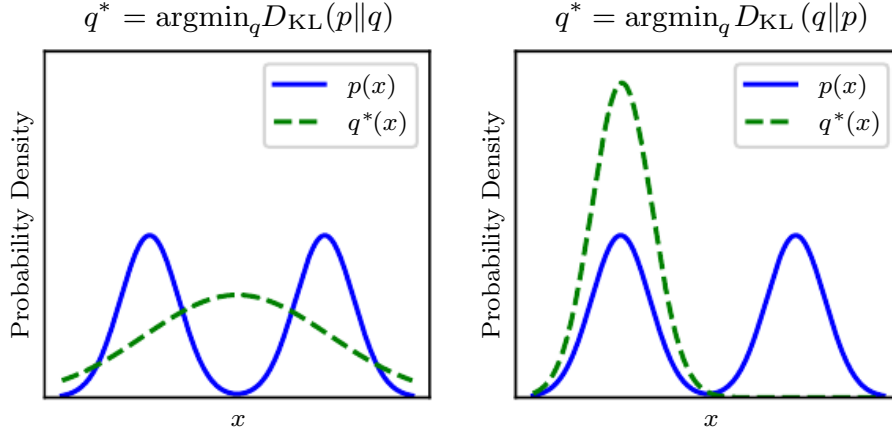 q* = argmin_q D_KL(p‖q)
p(x)
q*(x)
Probability Density
x
q* = argmin_q D_KL (q‖p)
p(x)
q*(x)
Probability Density
x